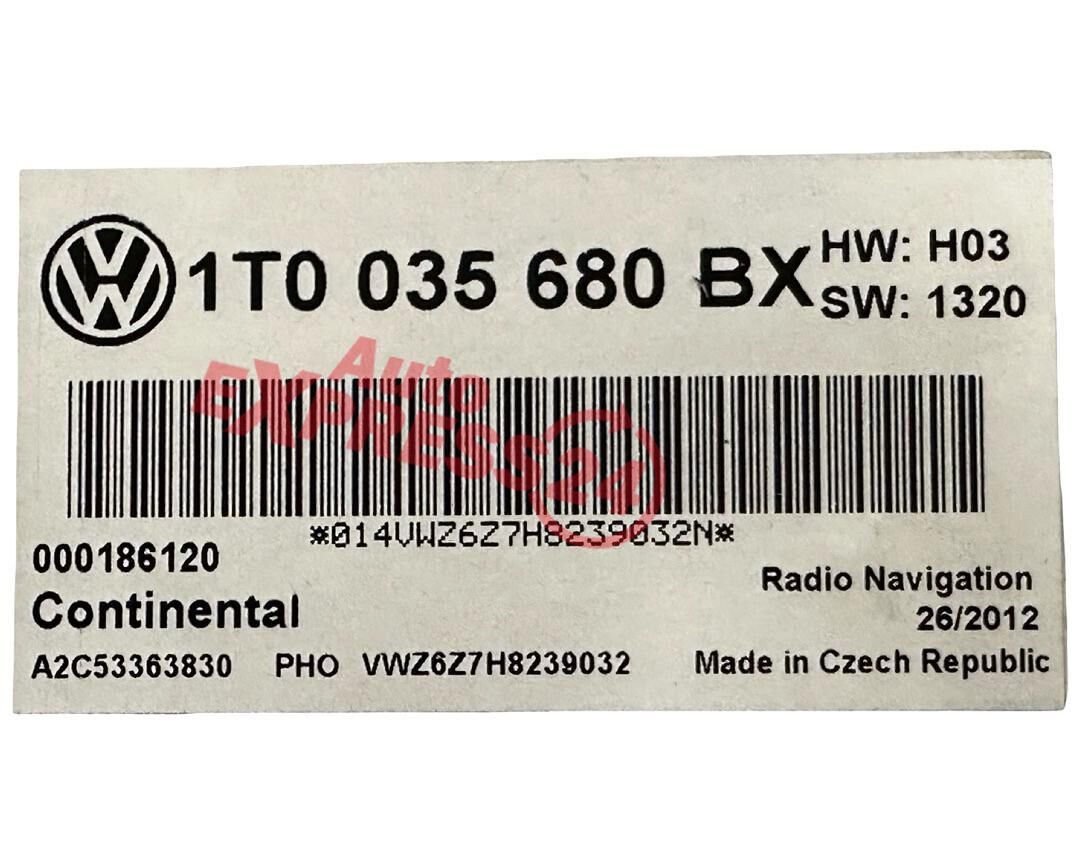 1T0 035 680 BX
HW: H03
SW: 1320
Auto
EXPRESS24
*014VWZ6Z7H8239032N*
000186120
Continental
A2C53363830 PHO VWZ6Z7H8239032
Radio Navigation
26/2012
Made in Czech Republic